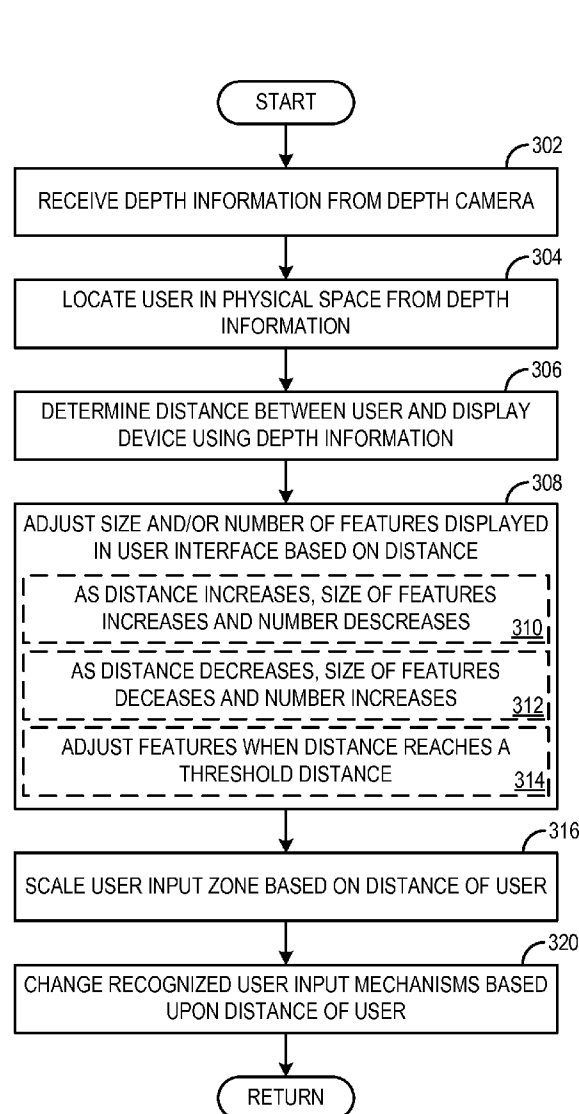 START
302
RECEIVE DEPTH INFORMATION FROM DEPTH CAMERA
304
LOCATE USER IN PHYSICAL SPACE FROM DEPTH
INFORMATION
306
DETERMINE DISTANCE BETWEEN USER AND DISPLAY
DEVICE USING DEPTH INFORMATION
308
ADJUST SIZE AND/OR NUMBER OF FEATURES DISPLAYED
IN USER INTERFACE BASED ON DISTANCE
AS DISTANCE INCREASES, SIZE OF FEATURES
INCREASES AND NUMBER DESCREASES
310
AS DISTANCE DECREASES, SIZE OF FEATURES
DECEASES AND NUMBER INCREASES
312
ADJUST FEATURES WHEN DISTANCE REACHES A
THRESHOLD DISTANCE
314
316
SCALE USER INPUT ZONE BASED ON DISTANCE OF USER
320
CHANGE RECOGNIZED USER INPUT MECHANISMS BASED
UPON DISTANCE OF USER
RETURN